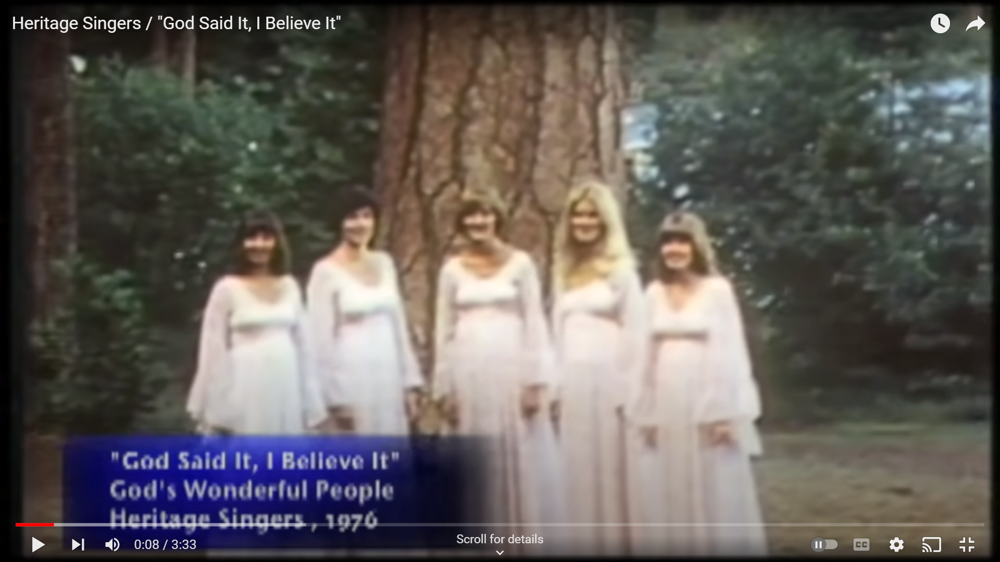 Heritage Singers / "God Said It, I Believe It"
"God Said It, I Believe It"
God's Wonderful People
Heritage Singers , 1976
0:08 / 3:33
Scroll for details
CC